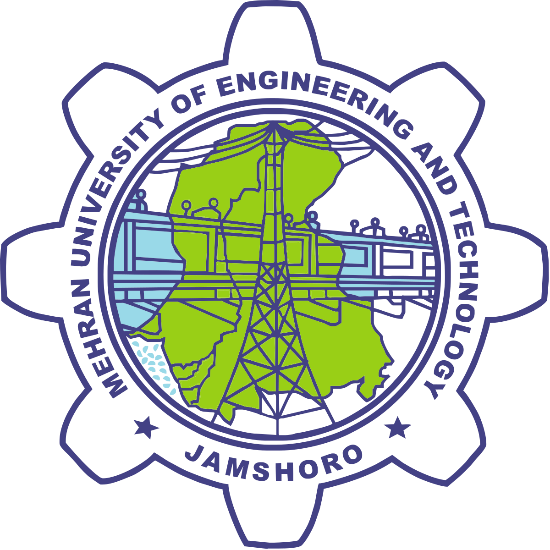 MEHRAN UNIVERSITY OF ENGINEERING AND TECHNOLOGY
JAMSHORO